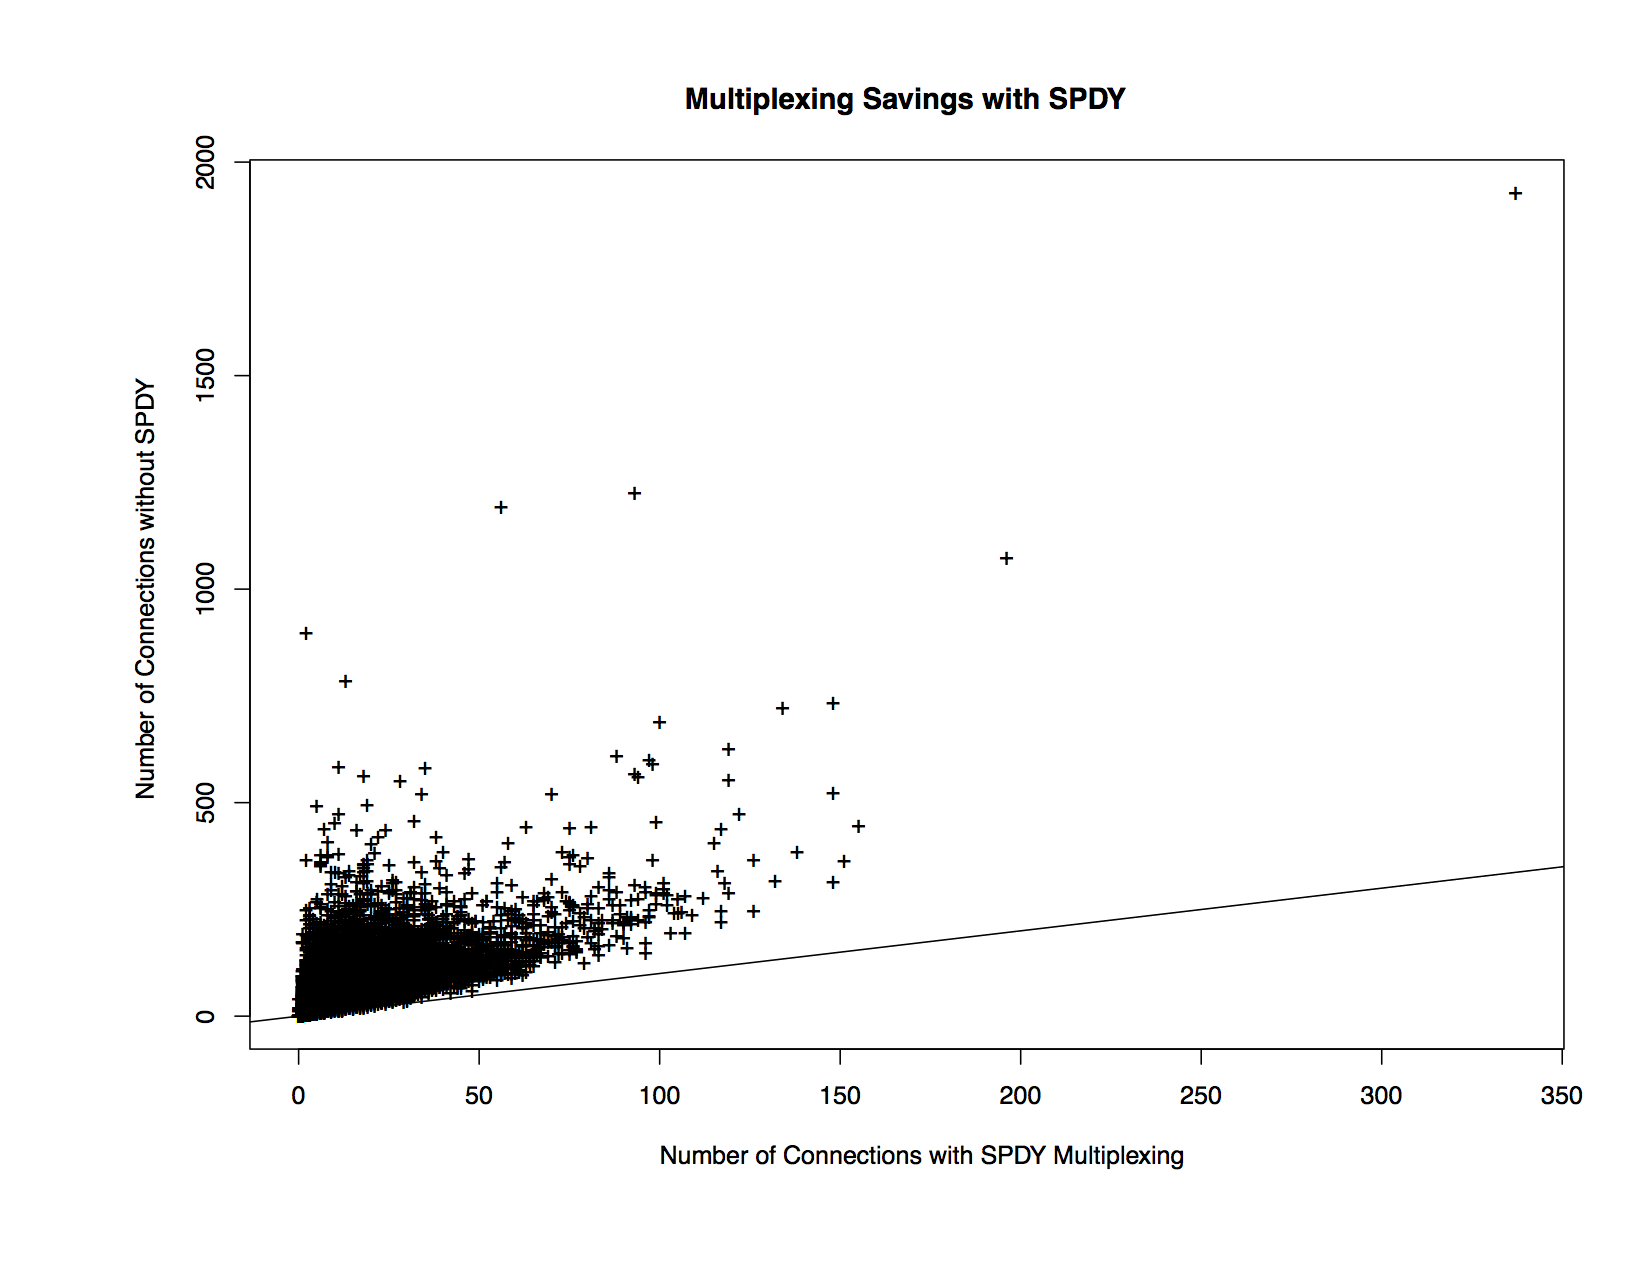 Multiplexing Savings with SPDY
Number of Connections without SPDY
2000
1500
1000
500
0
0 50 100 150 200 250 300 350
Number of Connections with SPDY Multiplexing